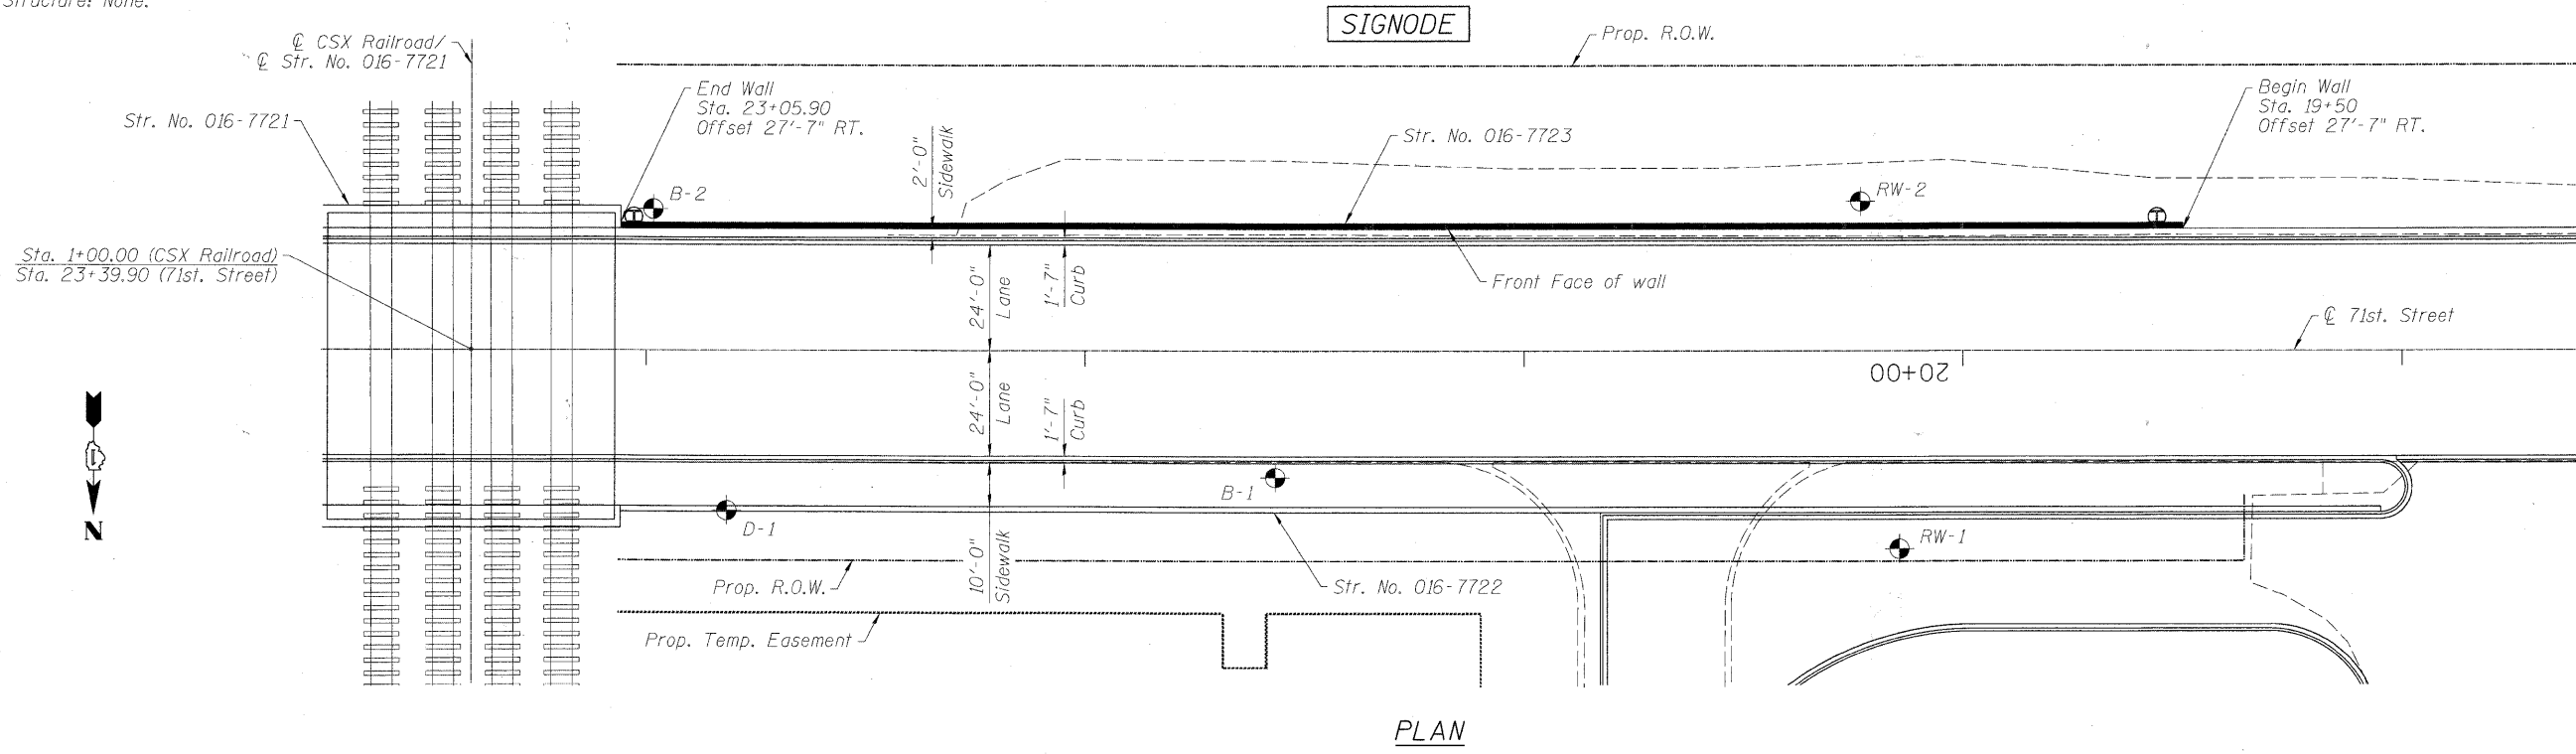 Structure: None.
SIGNODE
℄ CSX Railroad/
℄ Str. No. 016-7721
Prop. R.O.W.
End Wall
Sta. 23+05.90
Offset 27'-7" RT.
Begin Wall
Sta. 19+50
Offset 27'-7" RT.
Str. No. 016-7721
2'-0"
Sidewalk
Str. No. 016-7723
B-2
RW-2
Sta. 1+00.00 (CSX Railroad)
Sta. 23+39.90 (71st. Street)
24'-0"
Lane
1'-7"
Curb
Front Face of wall
℄ 71st. Street
20+00
24'-0"
Lane
1'-7"
Curb
B-1
D-1
N
10'-0"
Sidewalk
RW-1
Prop. R.O.W.
Str. No. 016-7722
Prop. Temp. Easement
PLAN